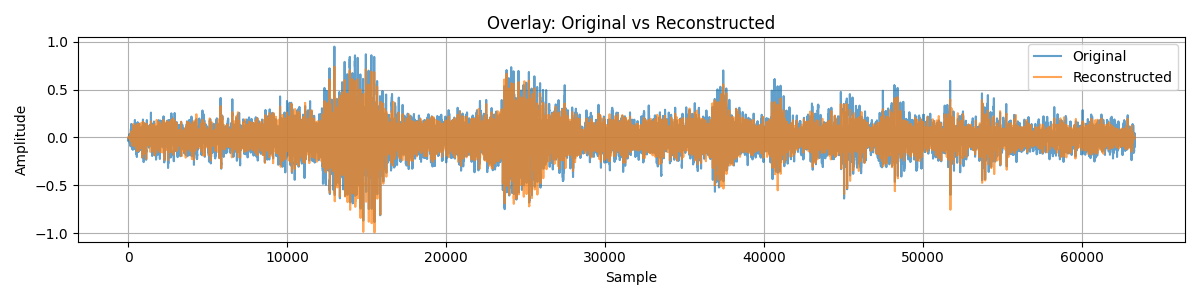 Overlay: Original vs Reconstructed
Amplitude
1.0
0.5
0.0
−0.5
−1.0
Original
Reconstructed
0
10000
20000
30000
40000
50000
60000
Sample